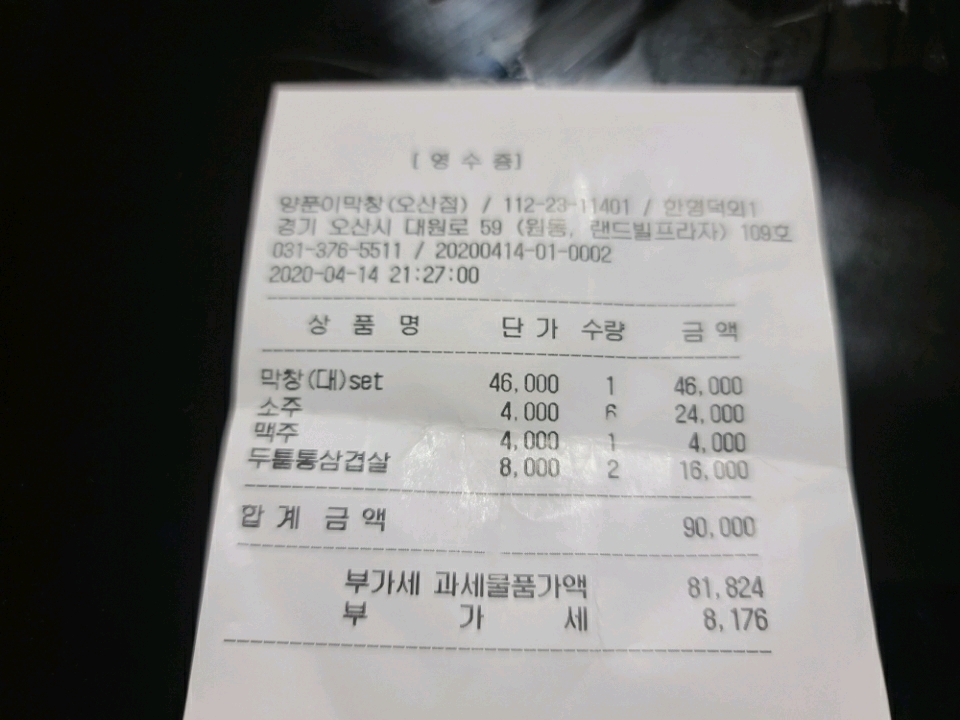 [ 영 수 증]
양푼이막창(오산점) / 112-23-11401 / 한영덕외1
경기 오산시 대원로 59 (원동, 랜드빌프라자) 109호
031-376-5511 / 20200414-01-0002
2020-04-14 21:27:00
상 품 명 단 가 수량 금 액
막창(대)set 46,000 1 46,000
소주 4,000 6 24,000
맥주 4,000 1 4,000
두툼통삼겹살 8,000 2 16,000
합 계 금 액 90,000
부가세 과세물품가액 81,824
부 가 세 8,176